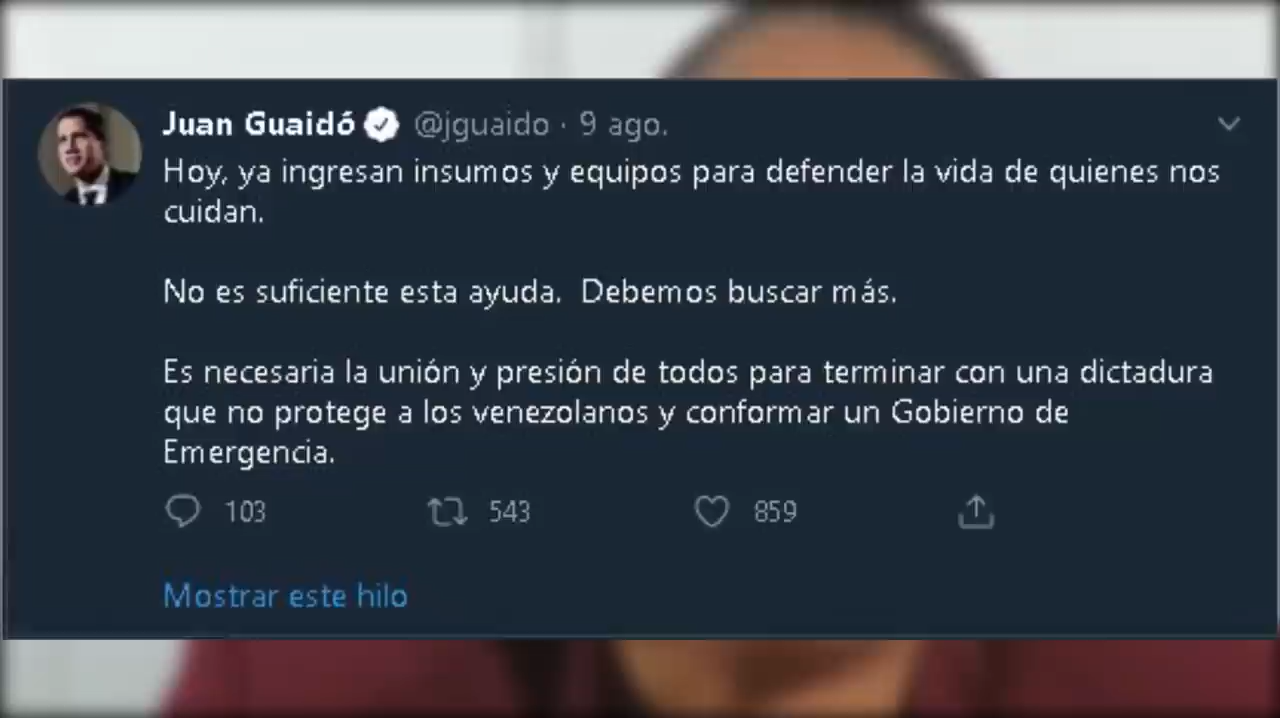 Juan Guaidó @jguaido · 9 ago.
Hoy, ya ingresan insumos y equipos para defender la vida de quienes nos
cuidan.
No es suficiente esta ayuda.  Debemos buscar más.
Es necesaria la unión y presión de todos para terminar con una dictadura
que no protege a los venezolanos y conformar un Gobierno de
Emergencia.
103 543 859
Mostrar este hilo